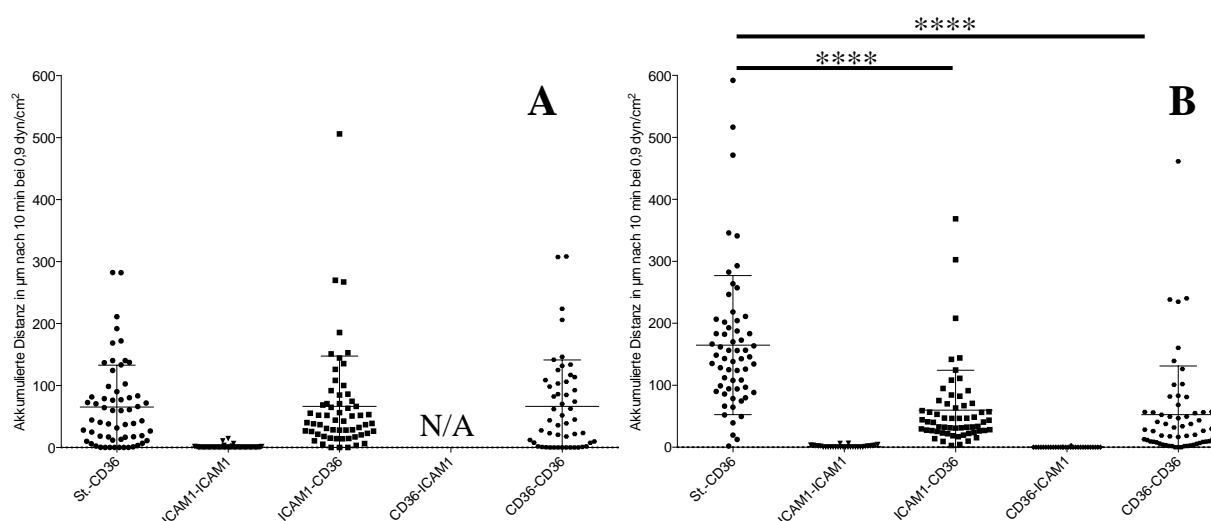 A
Akkumulierte Distanz in µm nach 10 min bei 0,9 dyn/cm²
600
500
400
300
200
100
0
N/A
St.-CD36
ICAM1-ICAM1
ICAM1-CD36
CD36-ICAM1
CD36-CD36
****
****
B
Akkumulierte Distanz in µm nach 10 min bei 0,9 dyn/cm²
600
500
400
300
200
100
0
St.-CD36
ICAM1-ICAM1
ICAM1-CD36
CD36-ICAM1
CD36-CD36